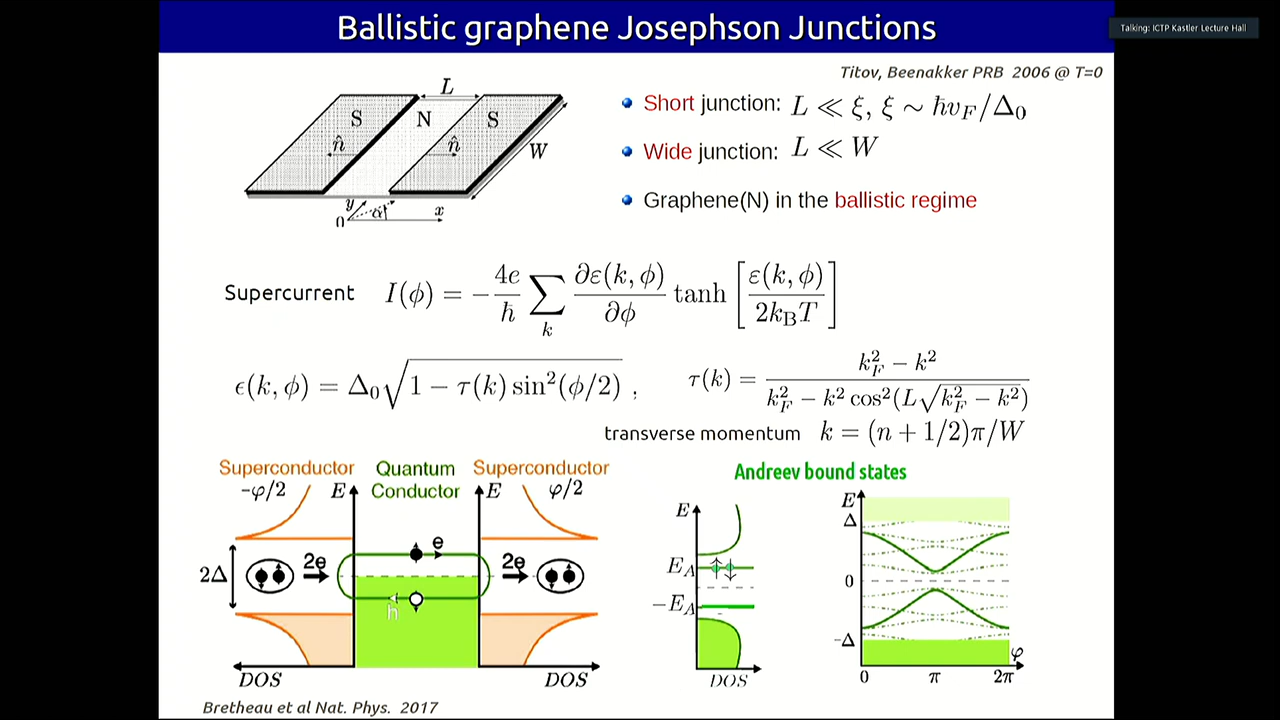 Ballistic graphene Josephson Junctions
Talking: ICTP Kastler Lecture Hall
Titov, Beenakker PRB 2006 @ T=0
L
S
N
S
n̂
n̂
W
y
α
x
0
Short junction: L ≪ ξ, ξ ∼ ħv_F/Δ_0
Wide junction: L ≪ W
Graphene(N) in the ballistic regime
Supercurrent I(ϕ) = −4e/ħ ∑_k ∂ε(k, ϕ)/∂ϕ tanh [ε(k, ϕ)/2k_BT]
ϵ(k, ϕ) = Δ_0√(1 − τ(k) sin²(ϕ/2)) , τ(k) = (k_F² − k²)/(k_F² − k² cos²(L√(k_F² − k²)))
transverse momentum k = (n + 1/2)π/W
Superconductor Quantum Conductor Superconductor
−φ/2 E E φ/2
2Δ 2e e 2e
h
DOS DOS
Bretheau et al Nat. Phys. 2017
Andreev bound states
E
E_A
−E_A
DOS
E
Δ
0
−Δ
φ
0 π 2π